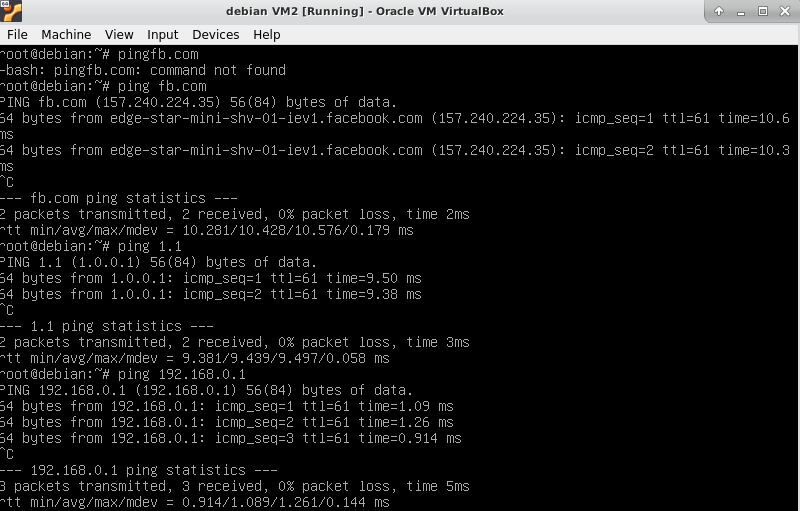 debian VM2 [Running] - Oracle VM VirtualBox
File Machine View Input Devices Help
root@debian:~# pingfb.com
-bash: pingfb.com: command not found
root@debian:~# ping fb.com
PING fb.com (157.240.224.35) 56(84) bytes of data.
64 bytes from edge-star-mini-shv-01-iev1.facebook.com (157.240.224.35): icmp_seq=1 ttl=61 time=10.6
ms
64 bytes from edge-star-mini-shv-01-iev1.facebook.com (157.240.224.35): icmp_seq=2 ttl=61 time=10.3
ms
^C
--- fb.com ping statistics ---
2 packets transmitted, 2 received, 0% packet loss, time 2ms
rtt min/avg/max/mdev = 10.281/10.428/10.576/0.179 ms
root@debian:~# ping 1.1
PING 1.1 (1.0.0.1) 56(84) bytes of data.
64 bytes from 1.0.0.1: icmp_seq=1 ttl=61 time=9.50 ms
64 bytes from 1.0.0.1: icmp_seq=2 ttl=61 time=9.38 ms
^C
--- 1.1 ping statistics ---
2 packets transmitted, 2 received, 0% packet loss, time 3ms
rtt min/avg/max/mdev = 9.381/9.439/9.497/0.058 ms
root@debian:~# ping 192.168.0.1
PING 192.168.0.1 (192.168.0.1) 56(84) bytes of data.
64 bytes from 192.168.0.1: icmp_seq=1 ttl=61 time=1.09 ms
64 bytes from 192.168.0.1: icmp_seq=2 ttl=61 time=1.26 ms
64 bytes from 192.168.0.1: icmp_seq=3 ttl=61 time=0.914 ms
^C
--- 192.168.0.1 ping statistics ---
3 packets transmitted, 3 received, 0% packet loss, time 5ms
rtt min/avg/max/mdev = 0.914/1.089/1.261/0.144 ms